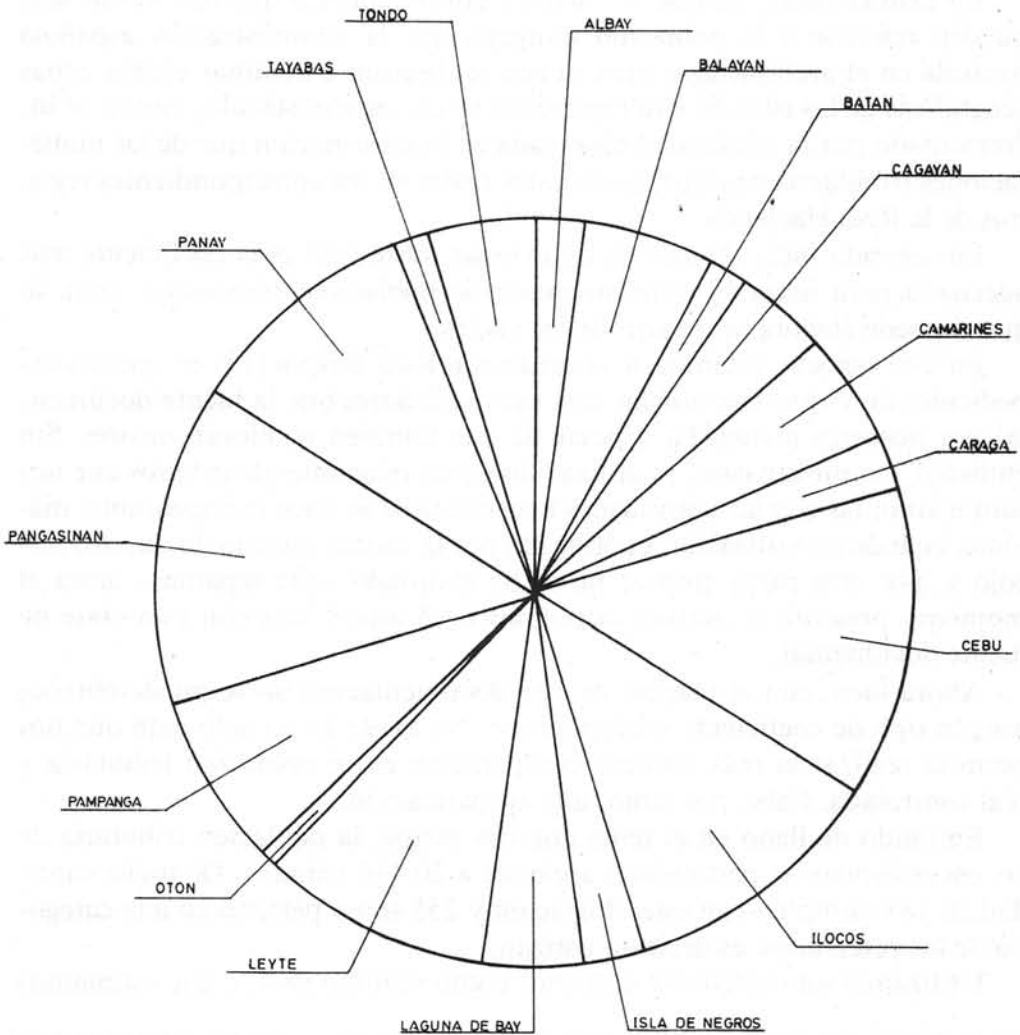 TONDO
ALBAY
TAYABAS
BALAYAN
BATAN
CAGAYAN
PANAY
CAMARINES
CARAGA
PANGASINAN
CEBU
PAMPANGA
OTON
ILOCOS
LEYTE
LAGUNA DE BAY
ISLA DE NEGROS